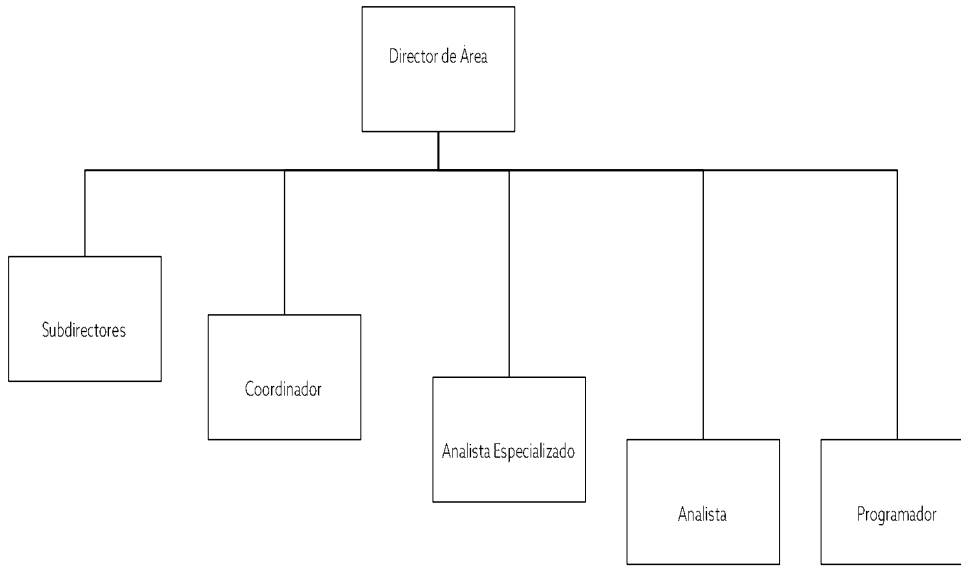 Director de Área
Subdirectores
Coordinador
Analista Especializado
Analista
Programador